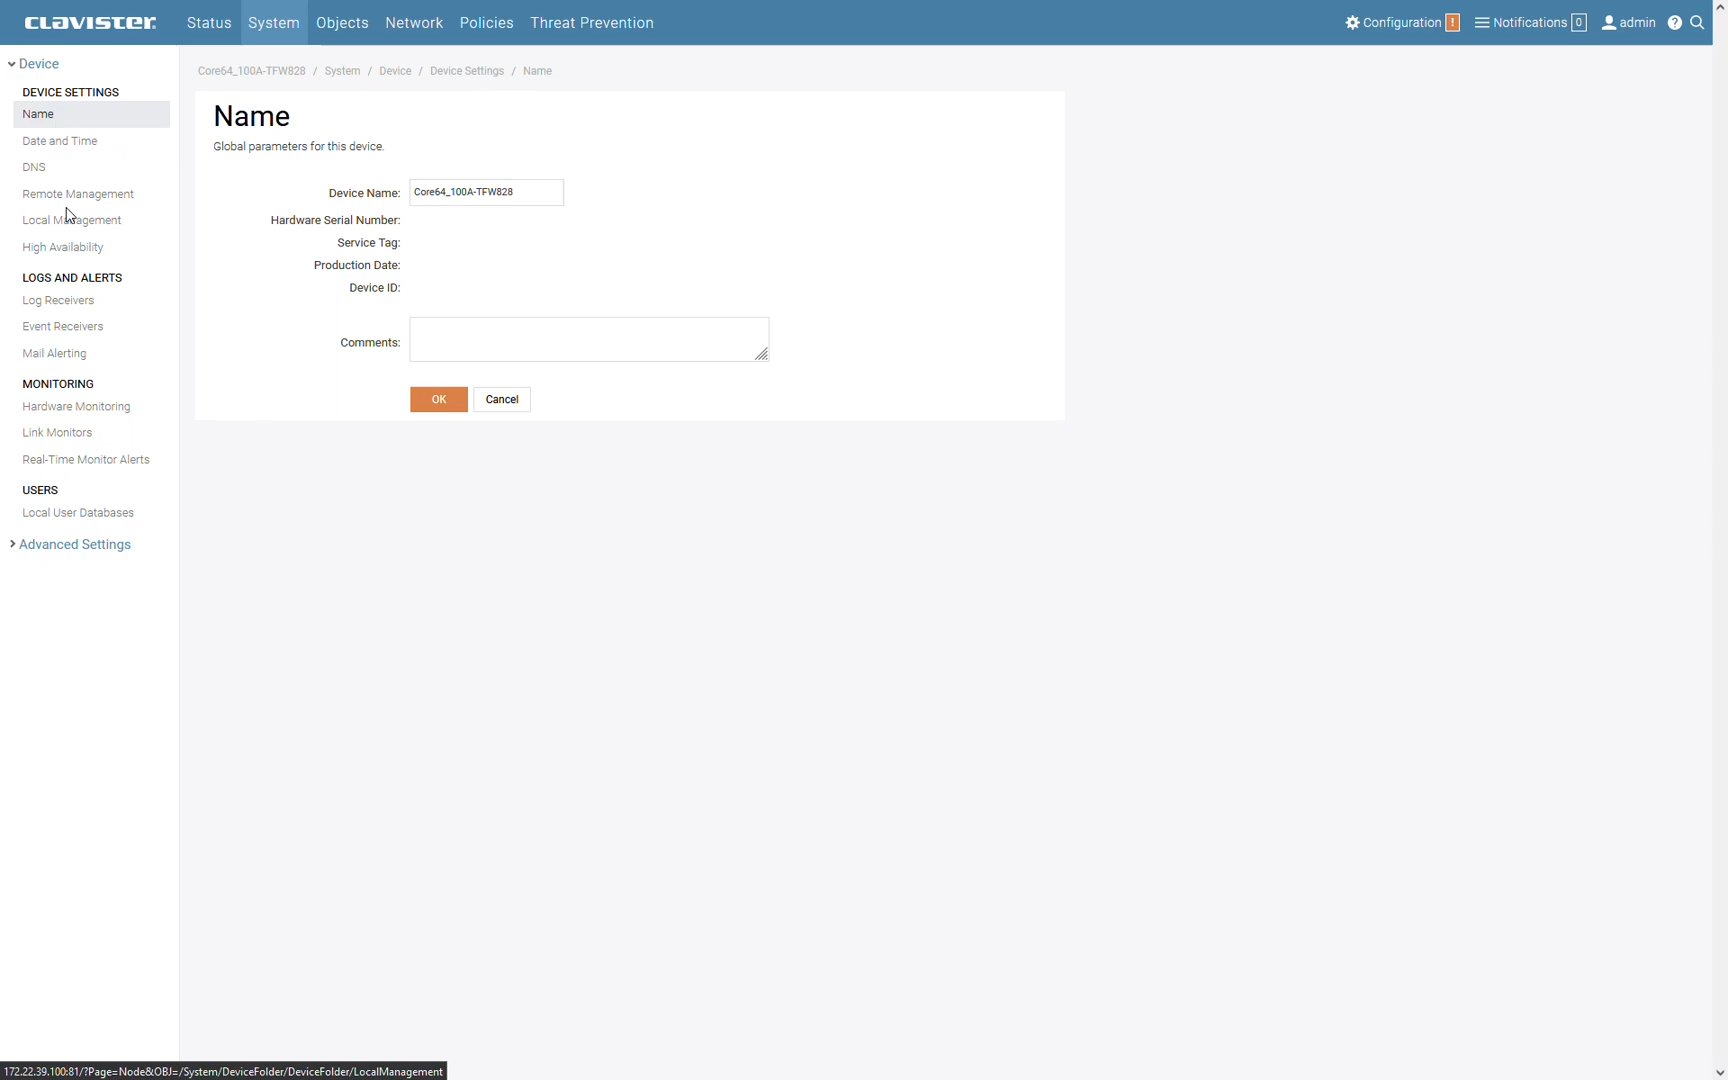 CLAVISTER.
Status System Objects Network Policies Threat Prevention
Configuration ! Notifications 0 admin ?
Device
DEVICE SETTINGS
Name
Date and Time
DNS
Remote Management
Local Management
High Availability
LOGS AND ALERTS
Log Receivers
Event Receivers
Mail Alerting
MONITORING
Hardware Monitoring
Link Monitors
Real-Time Monitor Alerts
USERS
Local User Databases
Advanced Settings
Core64_100A-TFW828 / System / Device / Device Settings / Name
Name
Global parameters for this device.
Device Name: Core64_100A-TFW828
Hardware Serial Number:
Service Tag:
Production Date:
Device ID:
Comments:
OK Cancel
172.22.39.100:81/?Page=Node&OBJ=/System/DeviceFolder/DeviceFolder/LocalManagement